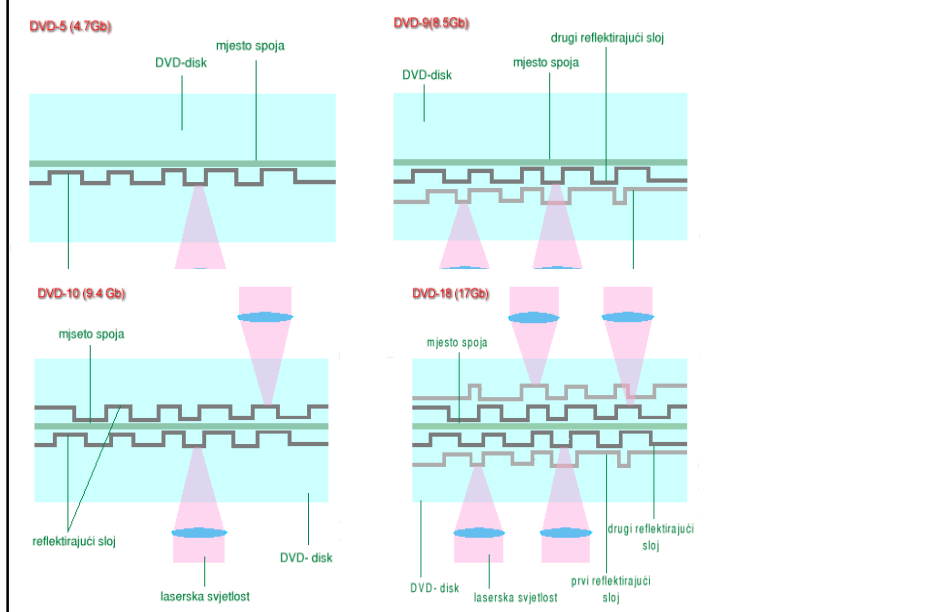 DVD-5 (4.7Gb)
mjesto spoja
DVD-disk
DVD-9(8.5Gb)
drugi reflektirajući sloj
mjesto spoja
DVD-disk
DVD-10 (9.4 Gb)
mjseto spoja
reflektirajući sloj
DVD- disk
laserska svjetlost
DVD-18 (17Gb)
mjesto spoja
drugi reflektirajući
sloj
prvi reflektirajući
sloj
DVD- disk
laserska svjetlost